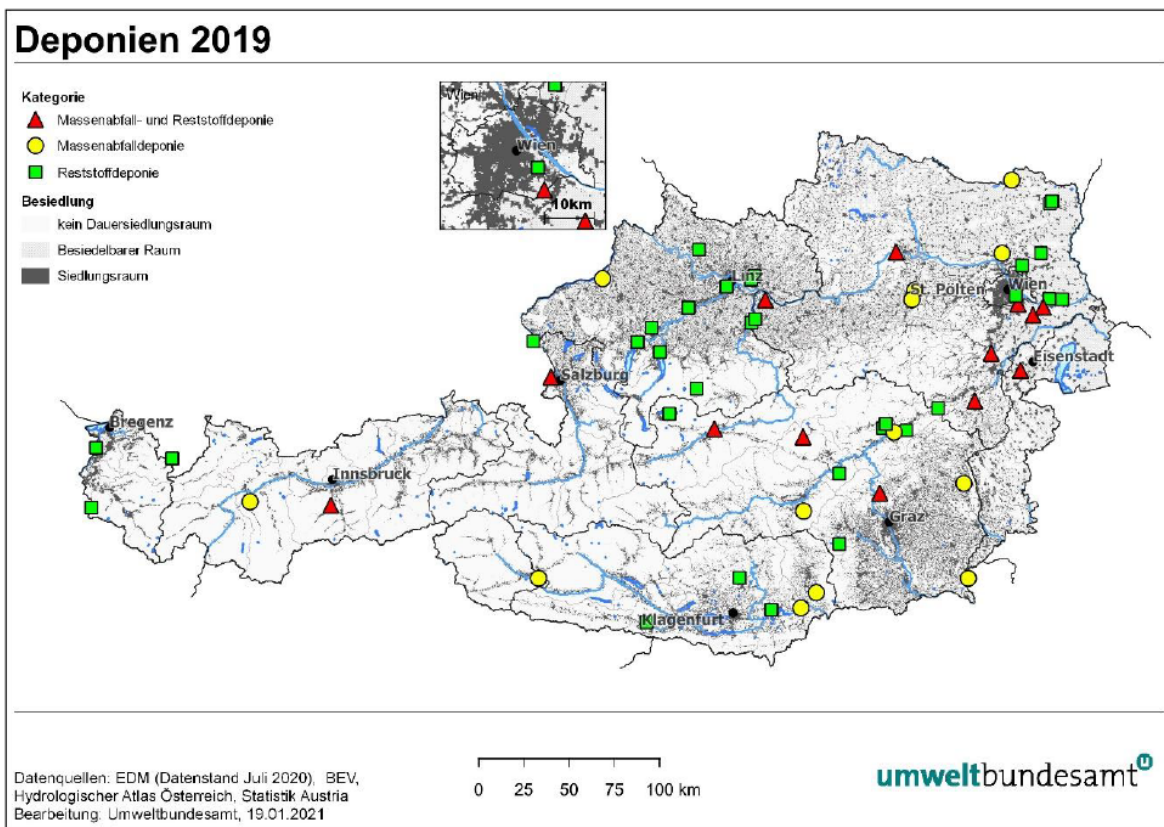 Deponien 2019
Kategorie
Massenabfall- und Reststoffdeponie
Massenabfalldeponie
Reststoffdeponie
Besiedlung
kein Dauersiedlungsraum
Besiedelbarer Raum
Siedlungsraum
Wien
Wien
10km
Linz
St. Pölten
Wien
Eisenstadt
Salzburg
Bregenz
Innsbruck
Graz
Klagenfurt
Datenquellen: EDM (Datenstand Juli 2020), BEV,
Hydrologischer Atlas Österreich, Statistik Austria
Bearbeitung: Umweltbundesamt, 19.01.2021
0 25 50 75 100 km
umweltbundesamt U